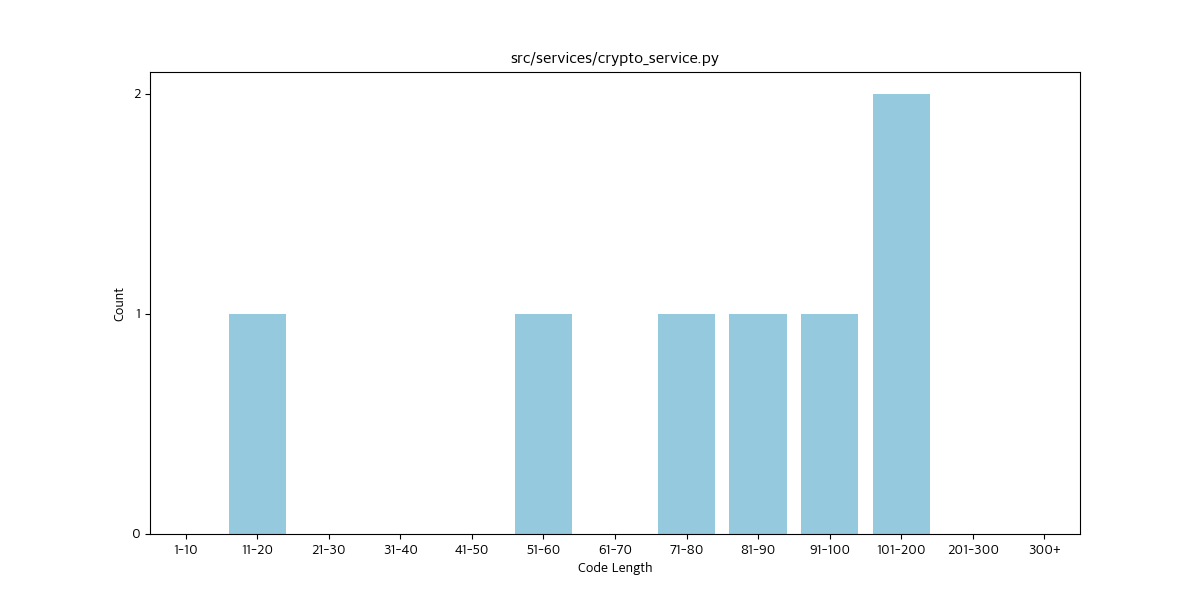 src/services/crypto_service.py
2
1
0
Count
1-10 11-20 21-30 31-40 41-50 51-60 61-70 71-80 81-90 91-100 101-200 201-300 300+
Code Length